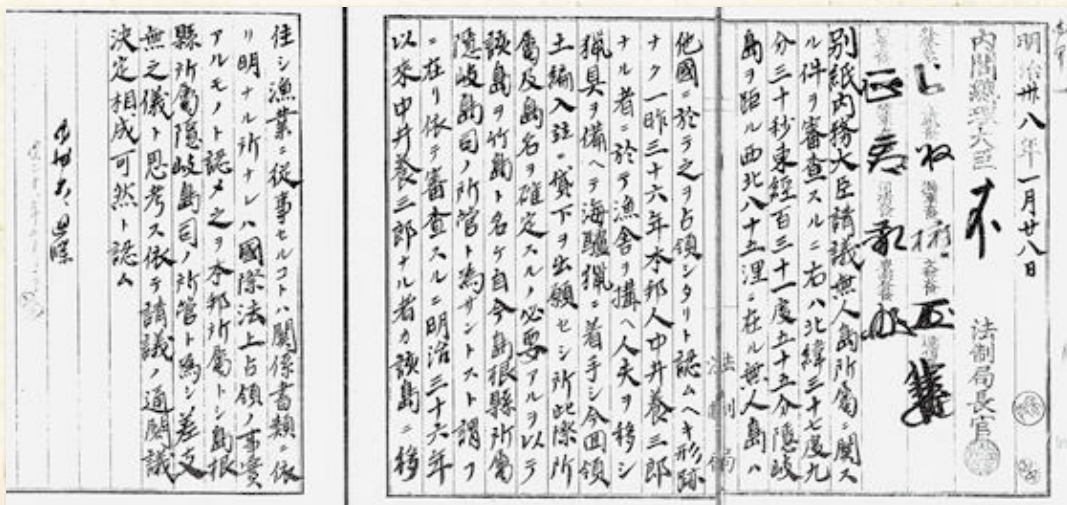 明治卅八年一月廿八日
内閣總理大臣
法制局長官
別紙内務大臣請議無人島所屬ニ關ス
ル件ヲ審査スルニ右ハ北緯三十七度九
分三十秒東經百三十一度五十五分隱岐
島ヲ距ル西北八十五浬ニ在ル無人島ハ
他國ニ於テ之ヲ占領シタリト認ムヘキ形跡
ナク一昨三十六年本邦人中井養三郎
ナル者ニ於テ漁舎ヲ構ヘ人夫ヲ移シ
獵具ヲ備ヘテ海驢獵ニ着手シ今回領
土編入並ニ貸下ヲ出願セシ所此際所
屬及島名ヲ確定スルノ必要アルヲ以テ
該島ヲ竹島ト名ケ自今島根縣所屬
隱岐島司ノ所管ト為サントスト謂フ
ニ在リ依テ審査スルニ明治三十六年
以來中井養三郎ナル者カ該島ニ移
住シ漁業ニ從事セルコトハ關係書類ニ依
リ明ナル所ナレハ國際法上占領ノ事實
アルモノト認メ之ヲ本邦所屬トシ島根
縣所屬隱岐島司ノ所管ト為シ差支
無之儀ト思考ス依テ請議ノ通閣議
決定相成可然ト認ム
法制局